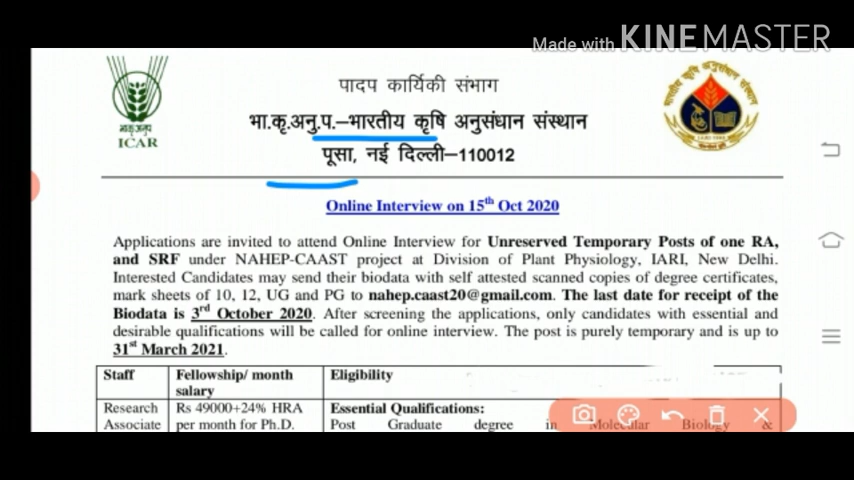 Made with KINEMASTER
पादप कार्यिकी संभाग
भा.कृ.अनु.प.–भारतीय कृषि अनुसंधान संस्थान
पूसा, नई दिल्ली–110012
भाकृअनुप
ICAR
भारतीय कृषि अनुसंधान संस्थान
Online Interview on 15th Oct 2020
Applications are invited to attend Online Interview for Unreserved Temporary Posts of one RA,
and SRF under NAHEP-CAAST project at Division of Plant Physiology, IARI, New Delhi.
Interested Candidates may send their biodata with self attested scanned copies of degree certificates,
mark sheets of 10, 12, UG and PG to nahep.caast20@gmail.com. The last date for receipt of the
Biodata is 3rd October 2020. After screening the applications, only candidates with essential and
desirable qualifications will be called for online interview. The post is purely temporary and is up to
31st March 2021.
Staff Fellowship/ month Eligibility
salary
Research Rs 49000+24% HRA Essential Qualifications:
Associate per month for Ph.D. Post Graduate degree in Molecular Biology &